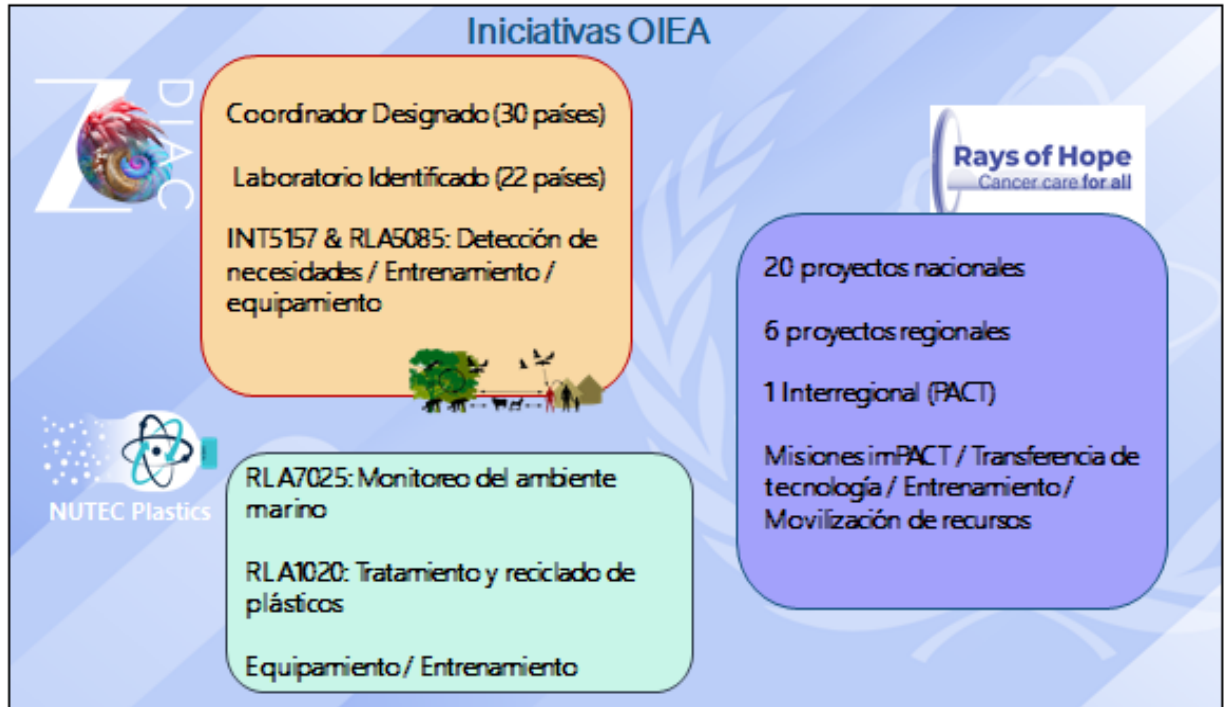 Iniciativas OIEA
ZODIAC
Coordinador Designado (30 países)
Laboratorio Identificado (22 países)
INT5157 & RLA5085: Detección de
necesidades / Entrenamiento /
equipamiento
NUTEC Plastics
RLA7025: Monitoreo del ambiente
marino
RLA1020: Tratamiento y reciclado de
plásticos
Equipamiento / Entrenamiento
Rays of Hope
Cancer care for all
20 proyectos nacionales
6 proyectos regionales
1 Interregional (PACT)
Misiones imPACT / Transferencia de
tecnología / Entrenamiento /
Movilización de recursos